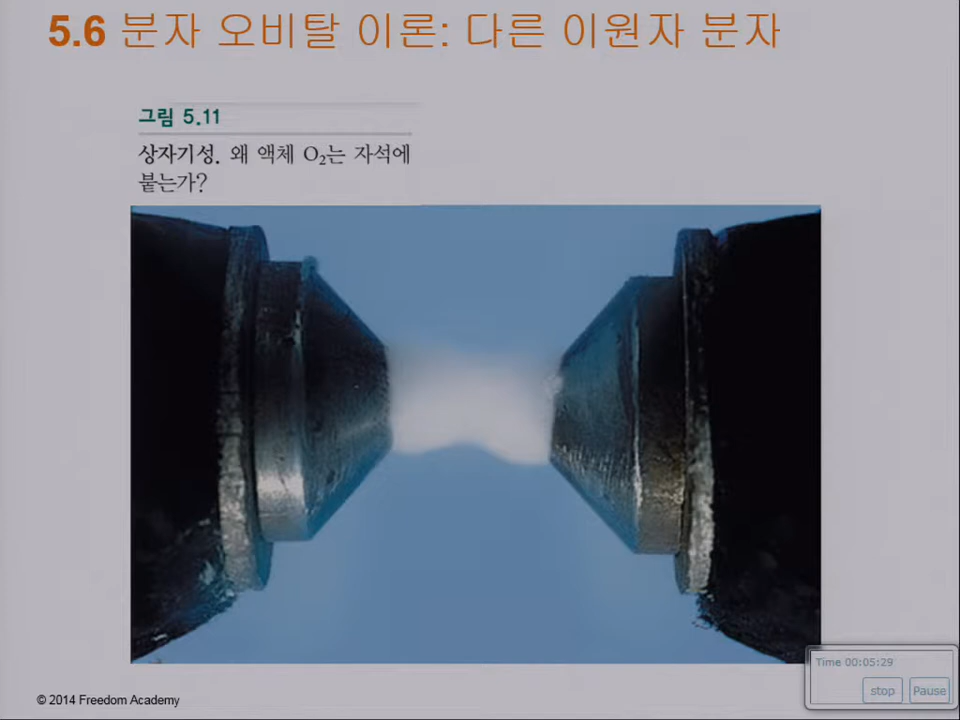 5.6 분자 오비탈 이론: 다른 이원자 분자
그림 5.11
상자기성. 왜 액체 O₂는 자석에
붙는가?
Time 00:05:29
stop
Pause
© 2014 Freedom Academy